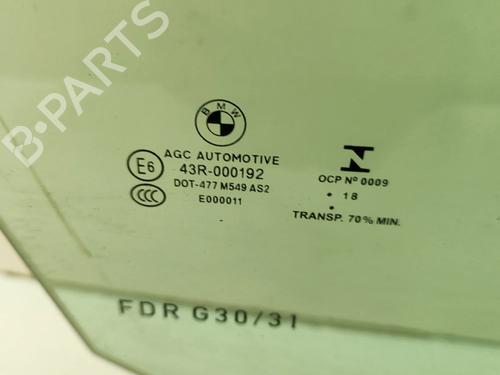 B-PARTS
BMW
E6
AGC AUTOMOTIVE
43R-000192
DOT-477 M549 AS2
E000011
CCC
N
OCP Nº 0009
. 18
.
TRANSP. 70% MIN.
FDR G30/31